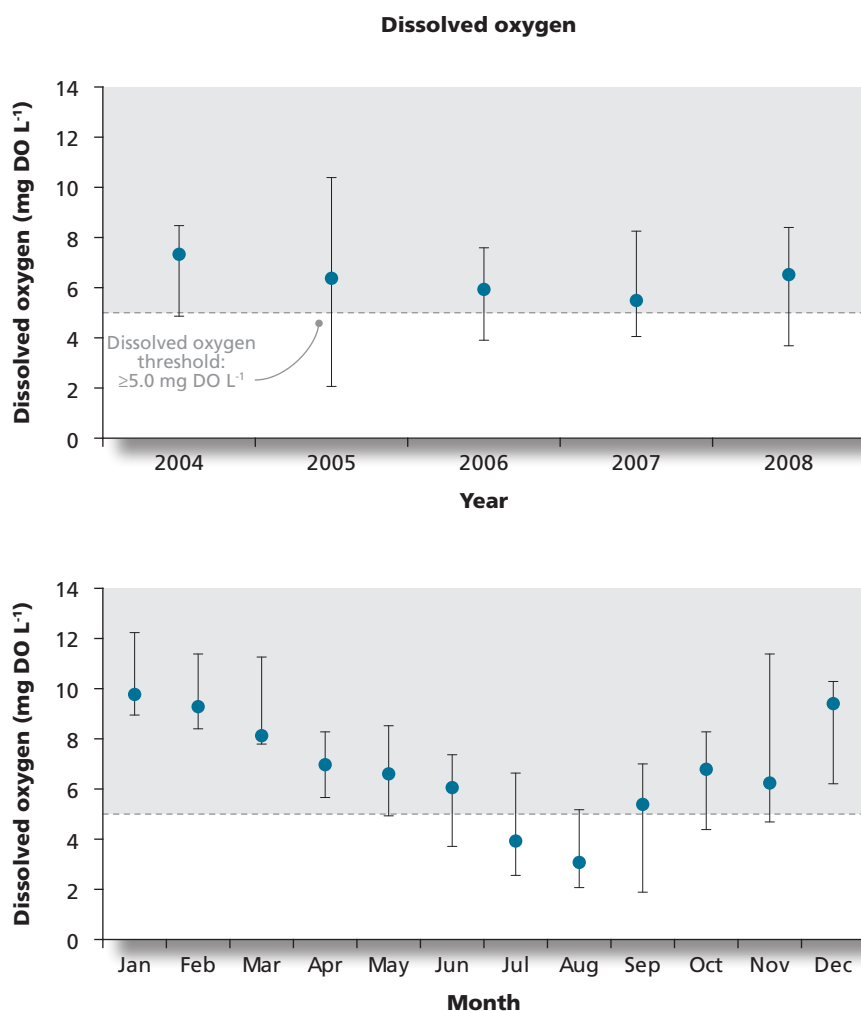 Dissolved oxygen
Dissolved oxygen (mg DO L⁻¹)
14
12
10
8
6
4
2
0
Dissolved oxygen
threshold:
≥5.0 mg DO L⁻¹
2004 2005 2006 2007 2008
Year
Dissolved oxygen (mg DO L⁻¹)
14
12
10
8
6
4
2
0
Jan Feb Mar Apr May Jun Jul Aug Sep Oct Nov Dec
Month